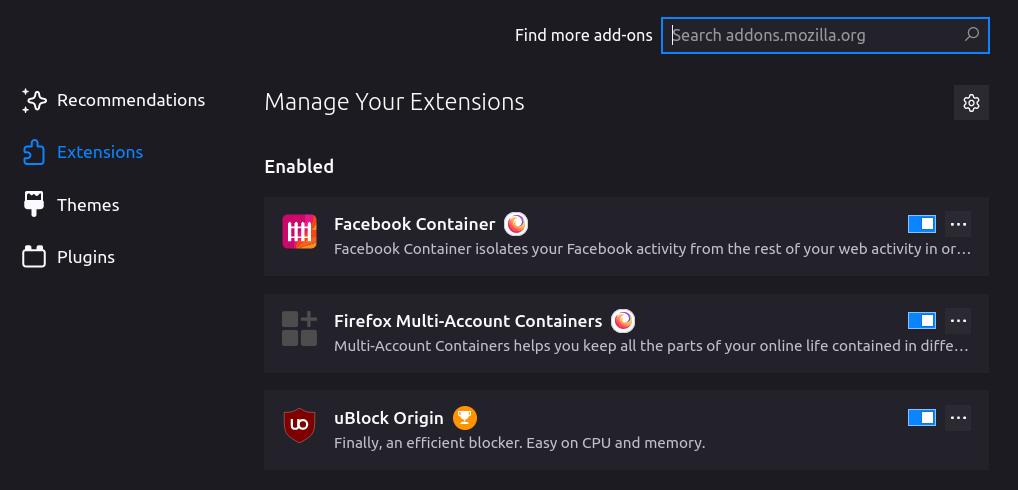 Find more add-ons
Search addons.mozilla.org
Recommendations
Extensions
Themes
Plugins
Manage Your Extensions
Enabled
Facebook Container
Facebook Container isolates your Facebook activity from the rest of your web activity in or…
Firefox Multi-Account Containers
Multi-Account Containers helps you keep all the parts of your online life contained in diffe…
uBlock Origin
Finally, an efficient blocker. Easy on CPU and memory.